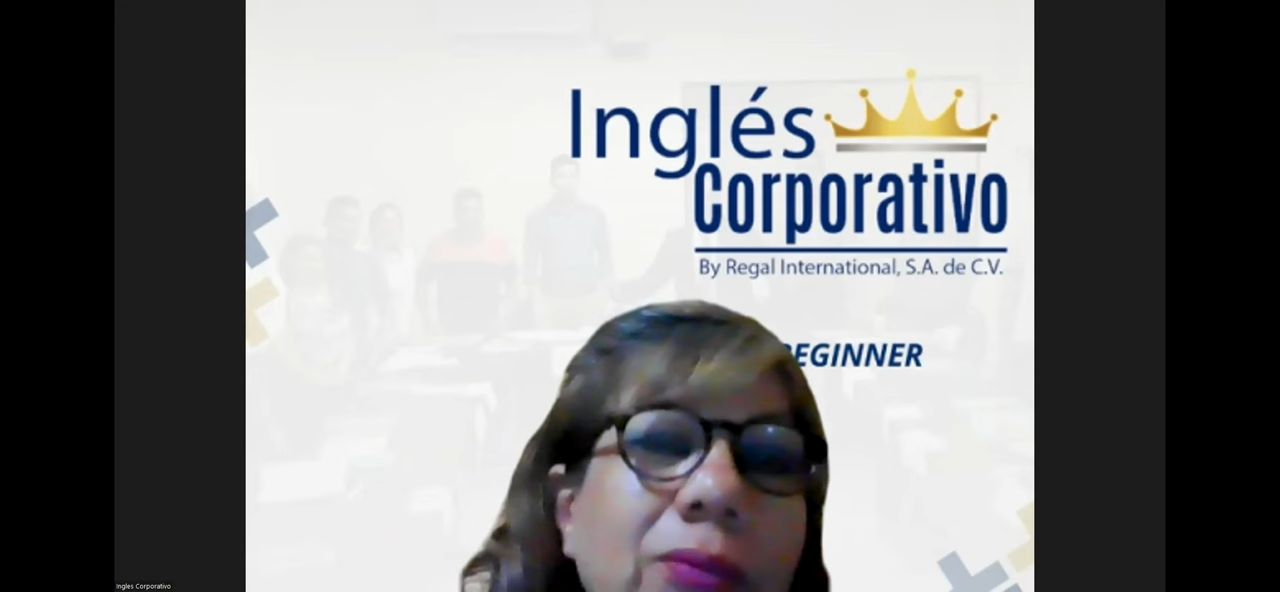 Inglés
Corporativo
By Regal International, S.A. de C.V.
EGINNER
Ingles Corporativo